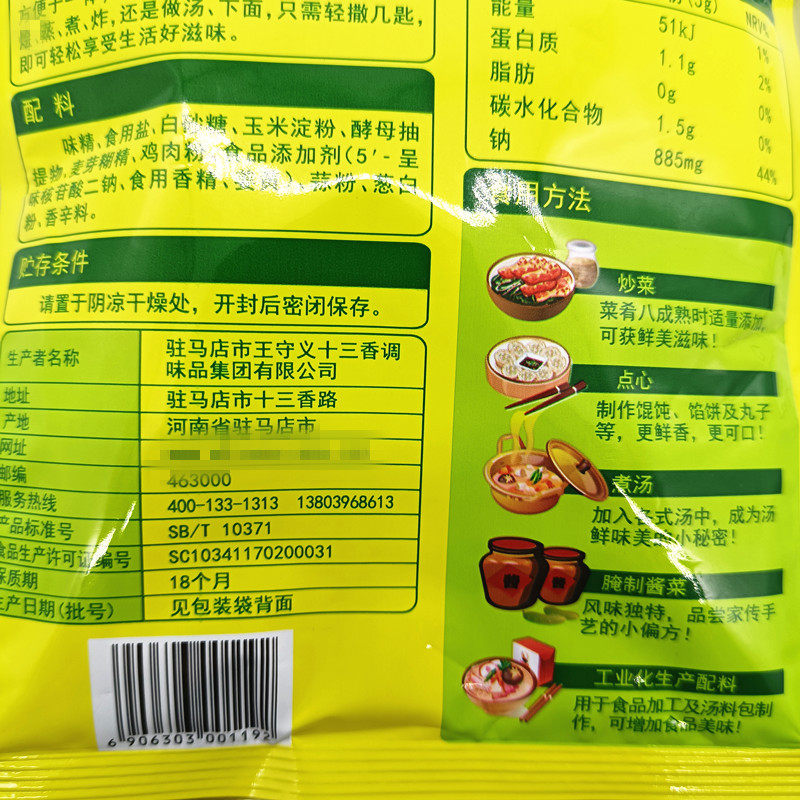 还是做汤、下面,只需轻撒几匙,
蒸、煮、炸,
即可轻松享受生活好滋味。
配 料
味精、食用盐、白砂糖、玉米淀粉、酵母抽
提物、麦芽糊精、鸡肉粉、食品添加剂(5'-呈
味核苷酸二钠、食用香精、姜黄)、蒜粉、葱白
粉、香辛料。
贮存条件
请置于阴凉干燥处,开封后密闭保存。
生产者名称 驻马店市王守义十三香调
味品集团有限公司
地址 驻马店市十三香路
产地 河南省驻马店市
网址
邮编 463000
服务热线 400-133-1313 13803968613
产品标准号 SB/T 10371
食品生产许可证编号 SC10341170200031
保质期 18个月
生产日期(批号) 见包装袋背面
6 906303 001192
能量 51kJ 1%
蛋白质 1.1g 2%
脂肪 0g 0%
碳水化合物 1.5g 0%
钠 885mg 44%
食用方法
炒菜
菜肴八成熟时适量添加,
可获鲜美滋味!
点心
制作馄饨、馅饼及丸子
等,更鲜香,更可口!
煮汤
加入各式汤中,成为汤
鲜味美的小秘密!
腌制酱菜
风味独特,品尝家传手
艺的小偏方!
工业化生产配料
用于食品加工及汤料包制
作,可增加食品美味!